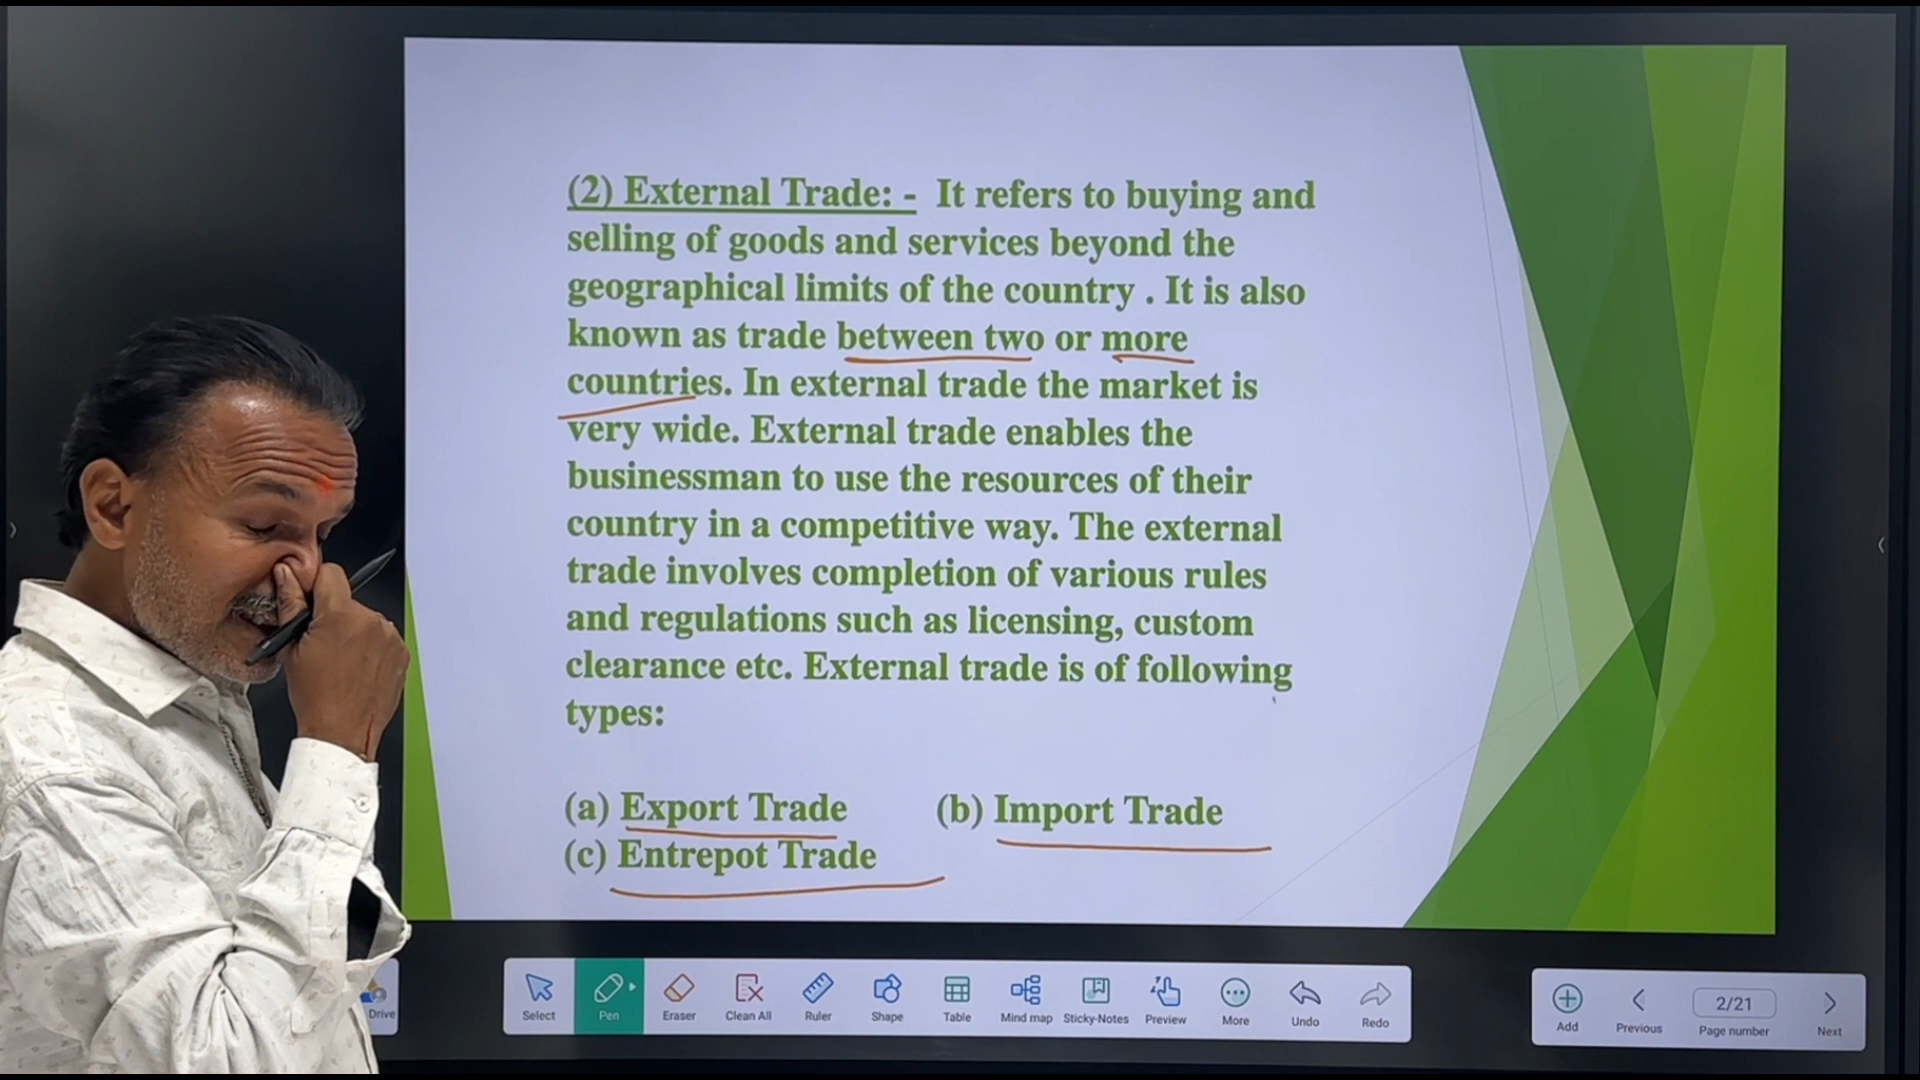 (2) External Trade: - It refers to buying and
selling of goods and services beyond the
geographical limits of the country . It is also
known as trade between two or more
countries. In external trade the market is
very wide. External trade enables the
businessman to use the resources of their
country in a competitive way. The external
trade involves completion of various rules
and regulations such as licensing, custom
clearance etc. External trade is of following
types:
(a) Export Trade (b) Import Trade
(c) Entrepot Trade
Drive
Select Pen Eraser Clean All Ruler Shape Table Mind map Sticky-Notes Preview More Undo Redo
2/21
Add Previous Page number Next